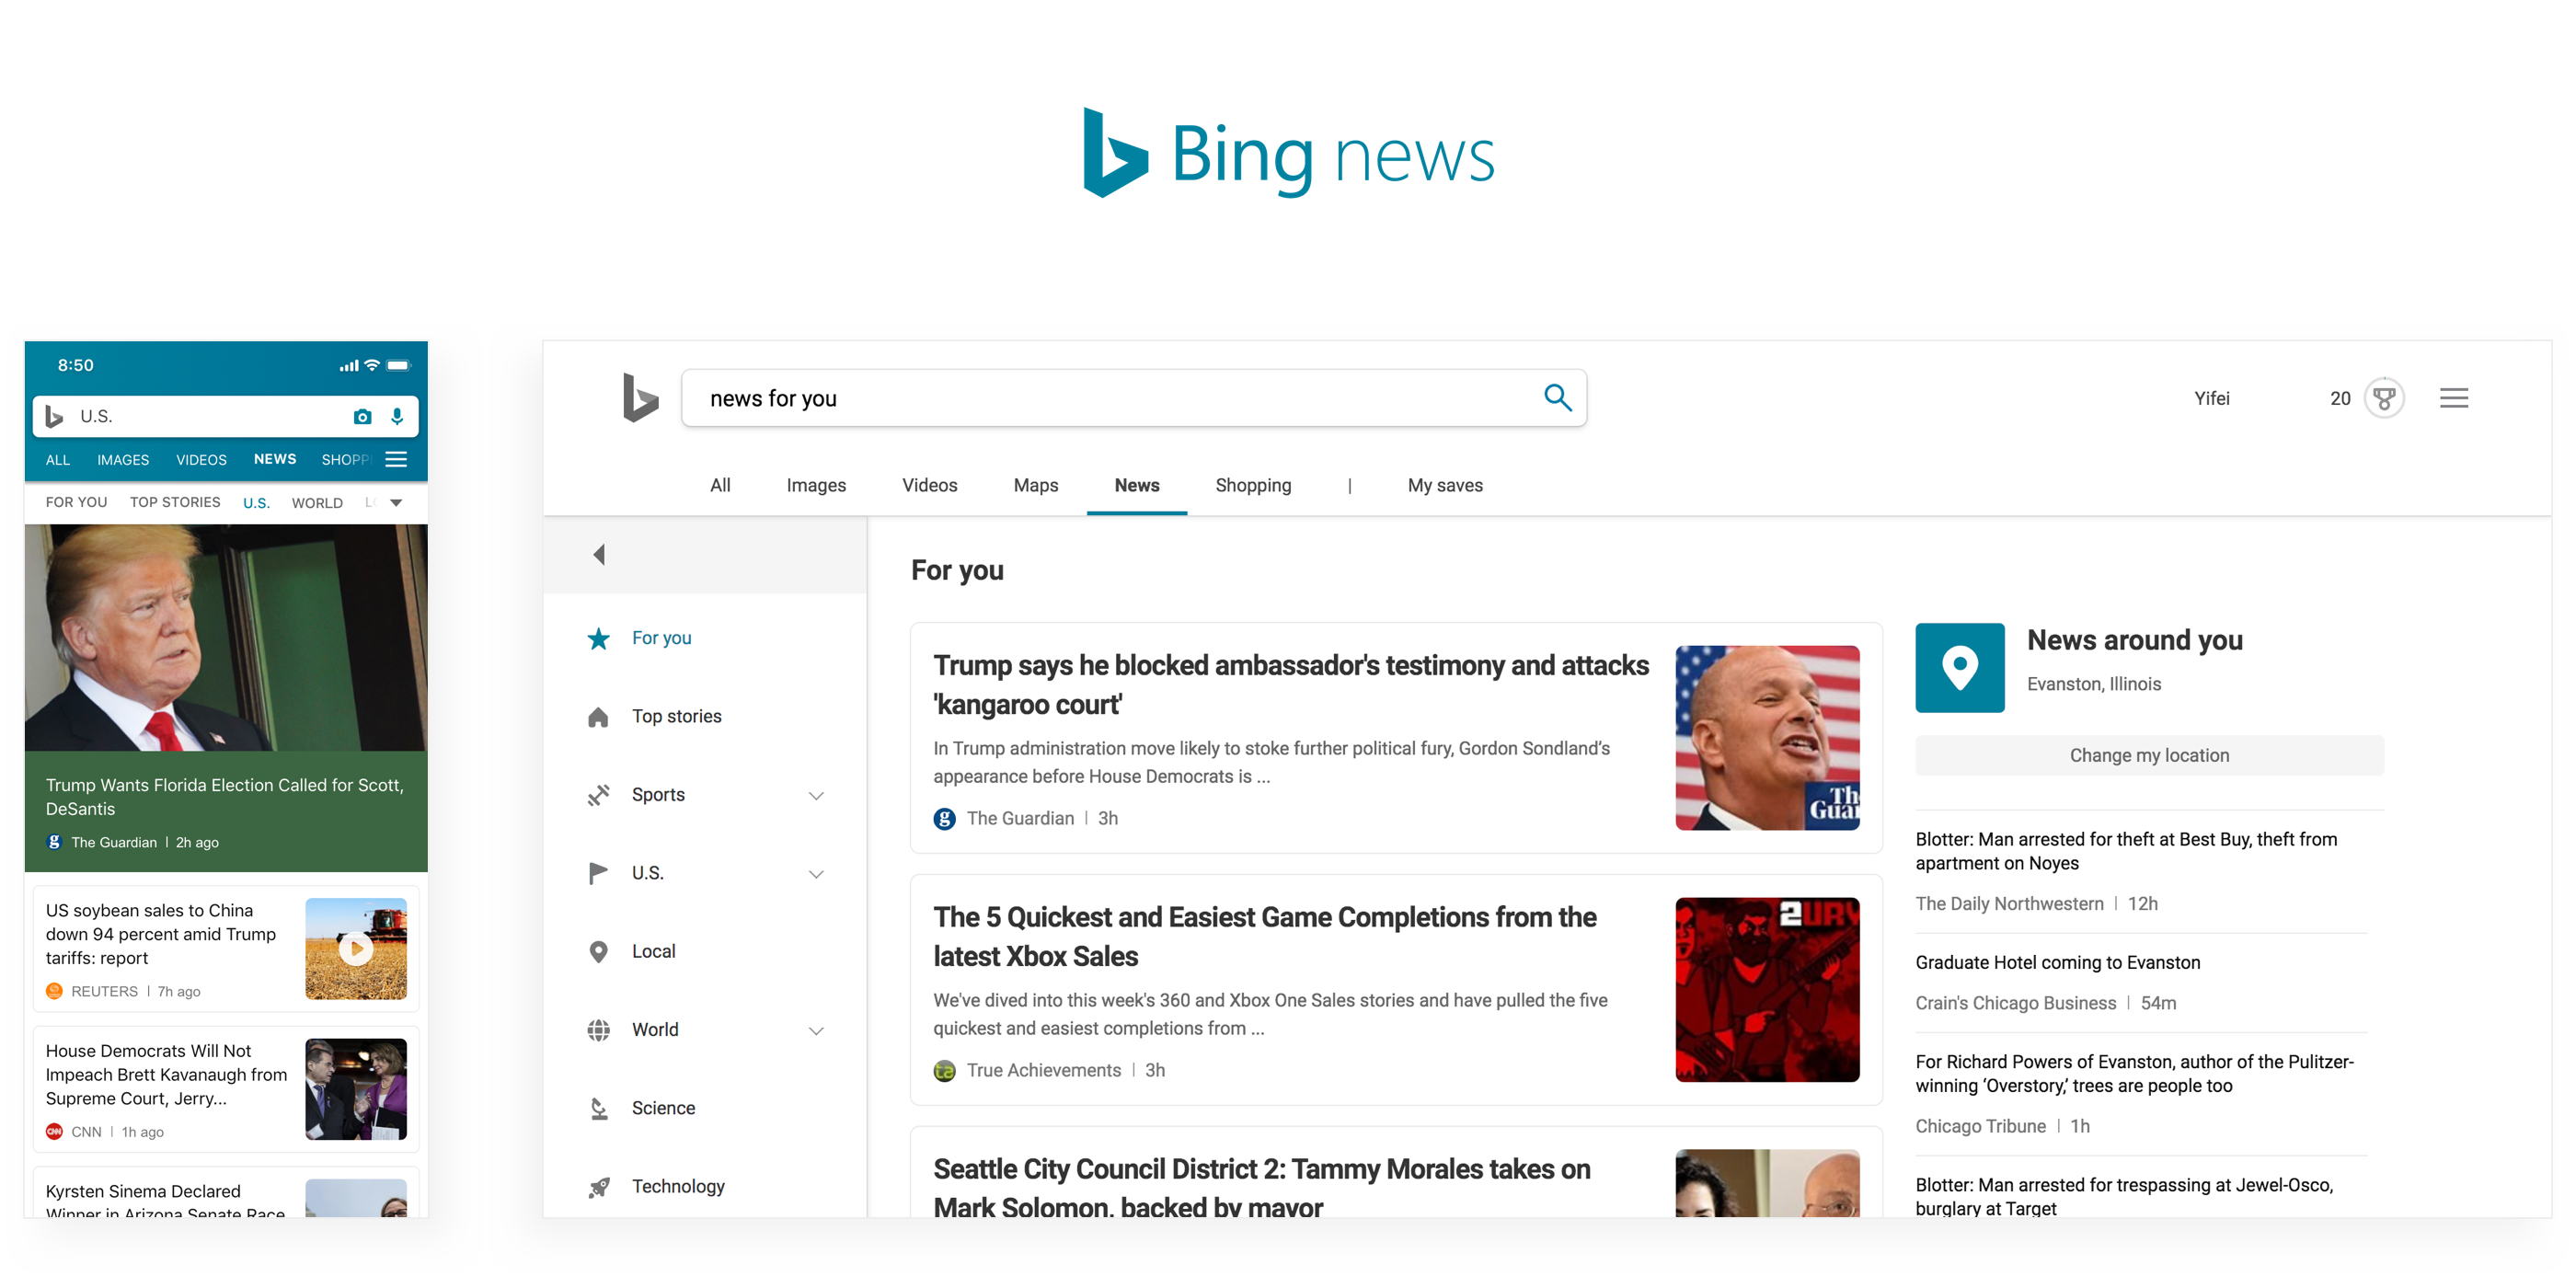 Bing news
8:50
U.S.
ALL IMAGES VIDEOS NEWS SHOPP
FOR YOU TOP STORIES U.S. WORLD
Trump Wants Florida Election Called for Scott,
DeSantis
g The Guardian | 2h ago
US soybean sales to China
down 94 percent amid Trump
tariffs: report
REUTERS | 7h ago
House Democrats Will Not
Impeach Brett Kavanaugh from
Supreme Court, Jerry...
CNN CNN | 1h ago
Kyrsten Sinema Declared
Winner in Arizona Senate Race
news for you
Yifei 20
All Images Videos Maps News Shopping | My saves
For you
Top stories
Sports
U.S.
Local
World
Science
Technology
For you
Trump says he blocked ambassador's testimony and attacks
'kangaroo court'
In Trump administration move likely to stoke further political fury, Gordon Sondland’s
appearance before House Democrats is ...
g The Guardian | 3h
The
Guar
The 5 Quickest and Easiest Game Completions from the
latest Xbox Sales
We've dived into this week's 360 and Xbox One Sales stories and have pulled the five
quickest and easiest completions from ...
ta True Achievements | 3h
2URY
Seattle City Council District 2: Tammy Morales takes on
Mark Solomon, backed by mayor
News around you
Evanston, Illinois
Change my location
Blotter: Man arrested for theft at Best Buy, theft from
apartment on Noyes
The Daily Northwestern | 12h
Graduate Hotel coming to Evanston
Crain's Chicago Business | 54m
For Richard Powers of Evanston, author of the Pulitzer-
winning ‘Overstory,’ trees are people too
Chicago Tribune | 1h
Blotter: Man arrested for trespassing at Jewel-Osco,
burglary at Target